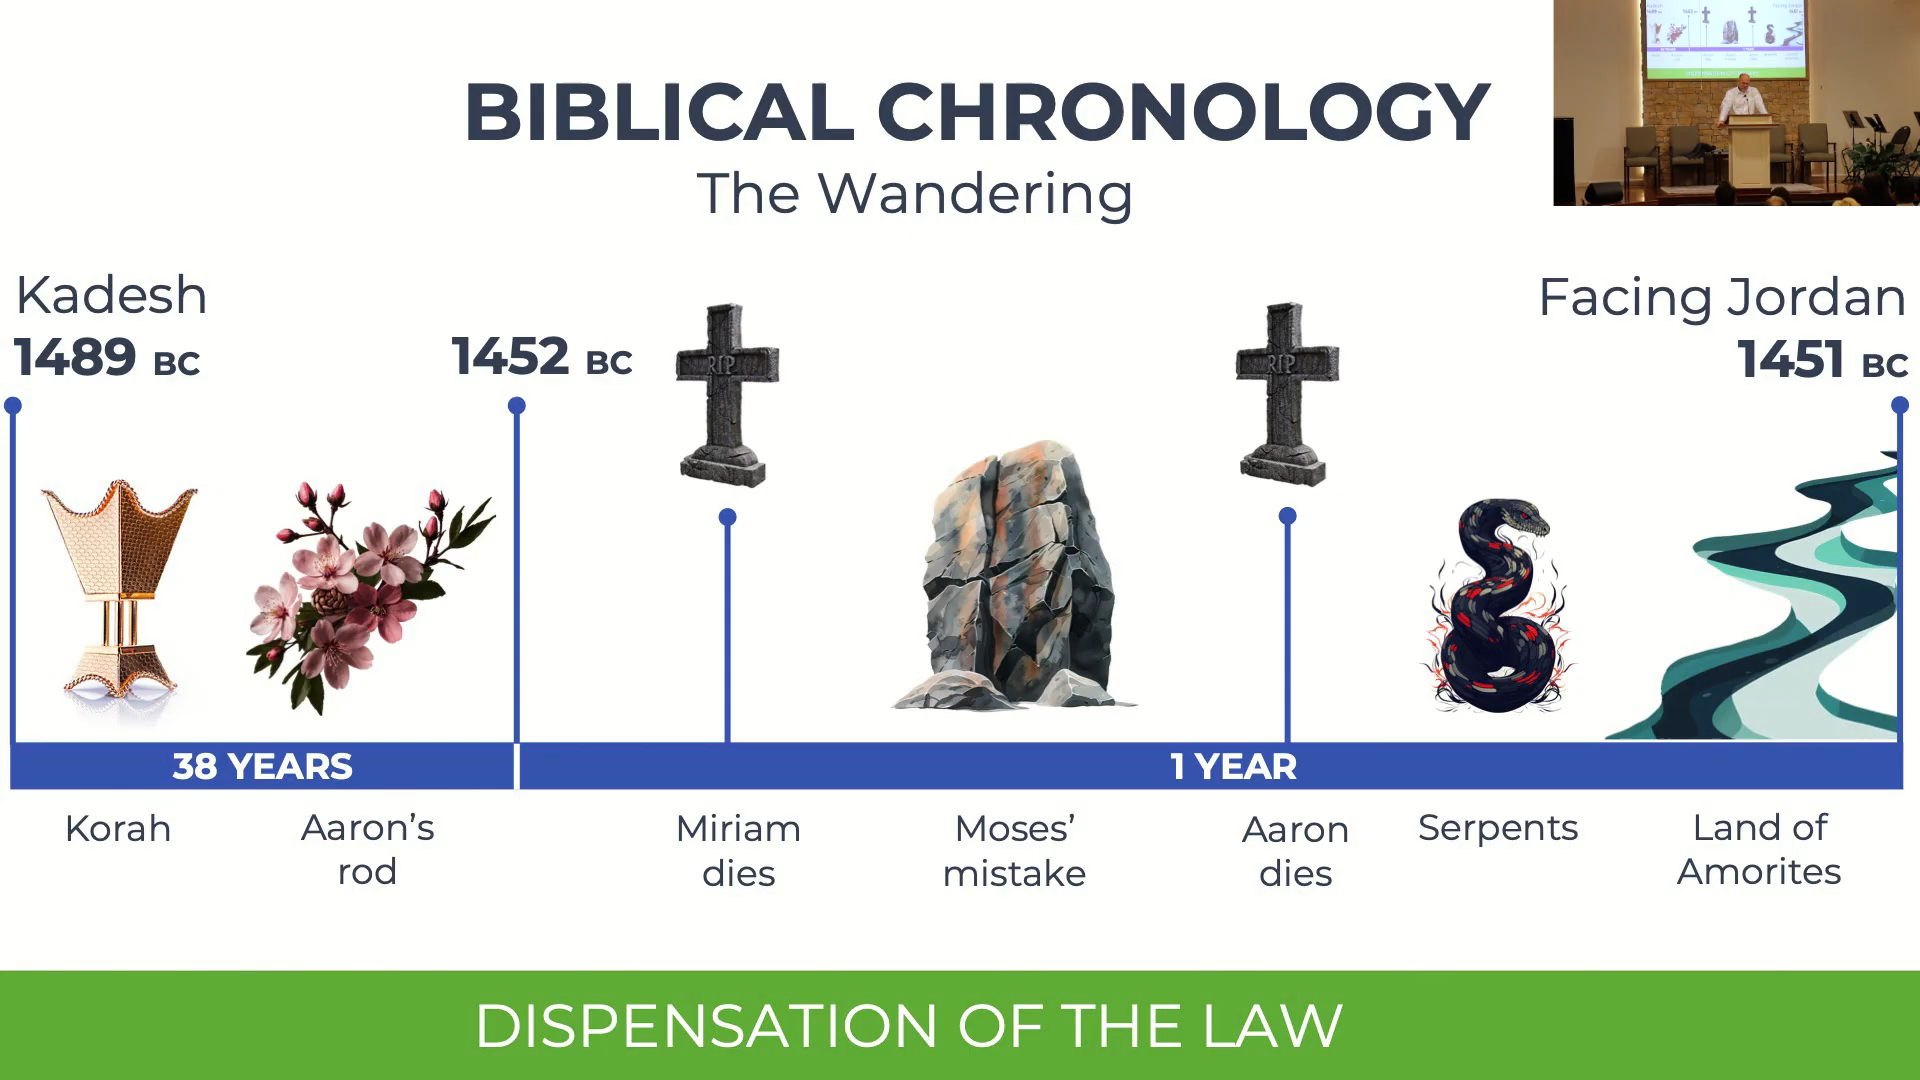 BIBLICAL CHRONOLOGY
The Wandering
Kadesh
1489 BC
1452 BC
RIP
RIP
Facing Jordan
1451 BC
38 YEARS
1 YEAR
Korah
Aaron's
rod
Miriam
dies
Moses'
mistake
Aaron
dies
Serpents
Land of
Amorites
DISPENSATION OF THE LAW